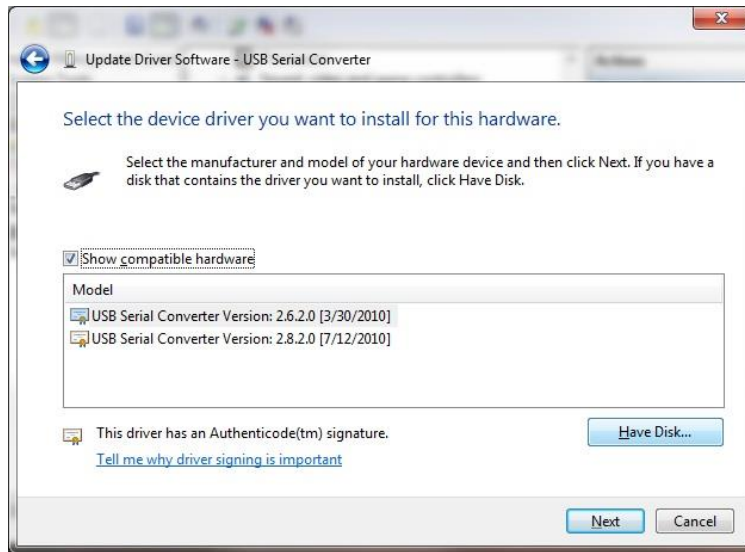 Update Driver Software - USB Serial Converter
Select the device driver you want to install for this hardware.
Select the manufacturer and model of your hardware device and then click Next. If you have a
disk that contains the driver you want to install, click Have Disk.
Show compatible hardware
Model
USB Serial Converter Version: 2.6.2.0 [3/30/2010]
USB Serial Converter Version: 2.8.2.0 [7/12/2010]
This driver has an Authenticode(tm) signature.
Have Disk...
Tell me why driver signing is important
Next
Cancel